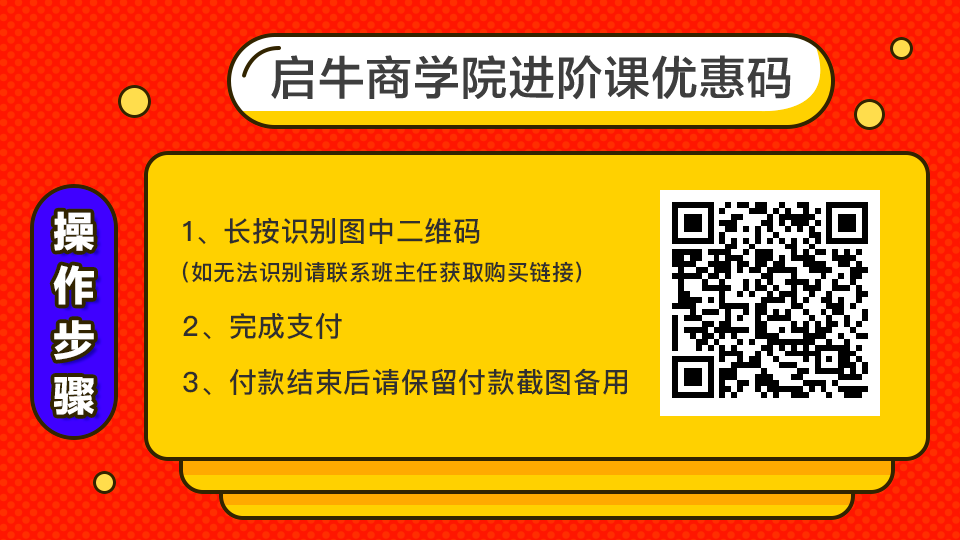 启牛商学院进阶课优惠码
操作步骤
1、长按识别图中二维码
（如无法识别请联系班主任获取购买链接）
2、完成支付
3、付款结束后请保留付款截图备用